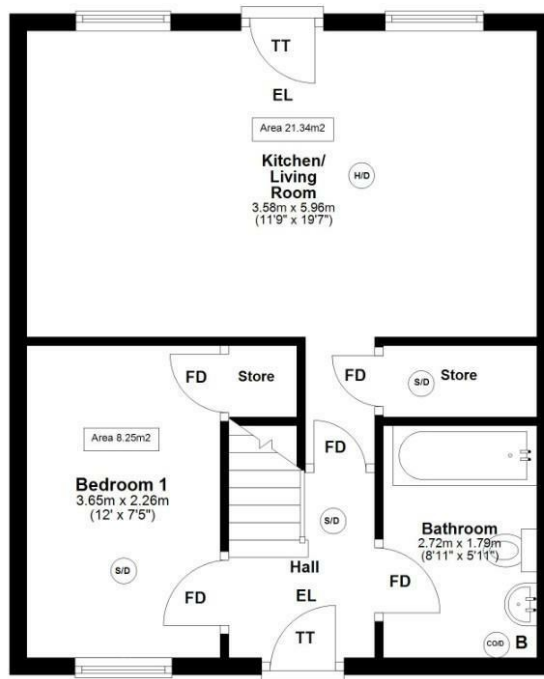 TT
EL
Area 21.34m2
Kitchen/
Living
Room
3.58m x 5.96m
(11'9" x 19'7")
H/D
FD
Store
FD
S/D
Store
Area 8.25m2
FD
Bedroom 1
3.65m x 2.26m
(12' x 7'5")
S/D
S/D
Bathroom
2.72m x 1.79m
(8'11" x 5'11")
Hall
FD
EL
FD
TT
CO/D
B